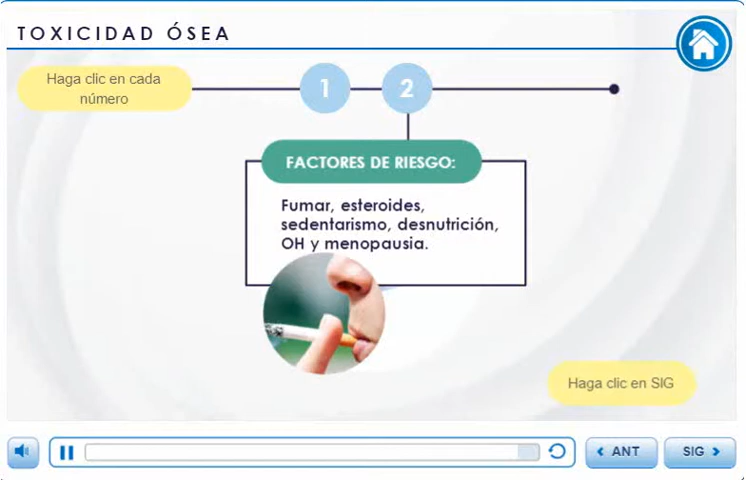 TOXICIDAD ÓSEA
Haga clic en cada
número
1
2
FACTORES DE RIESGO:
Fumar, esteroides,
sedentarismo, desnutrición,
OH y menopausia.
Haga clic en SIG
ANT
SIG